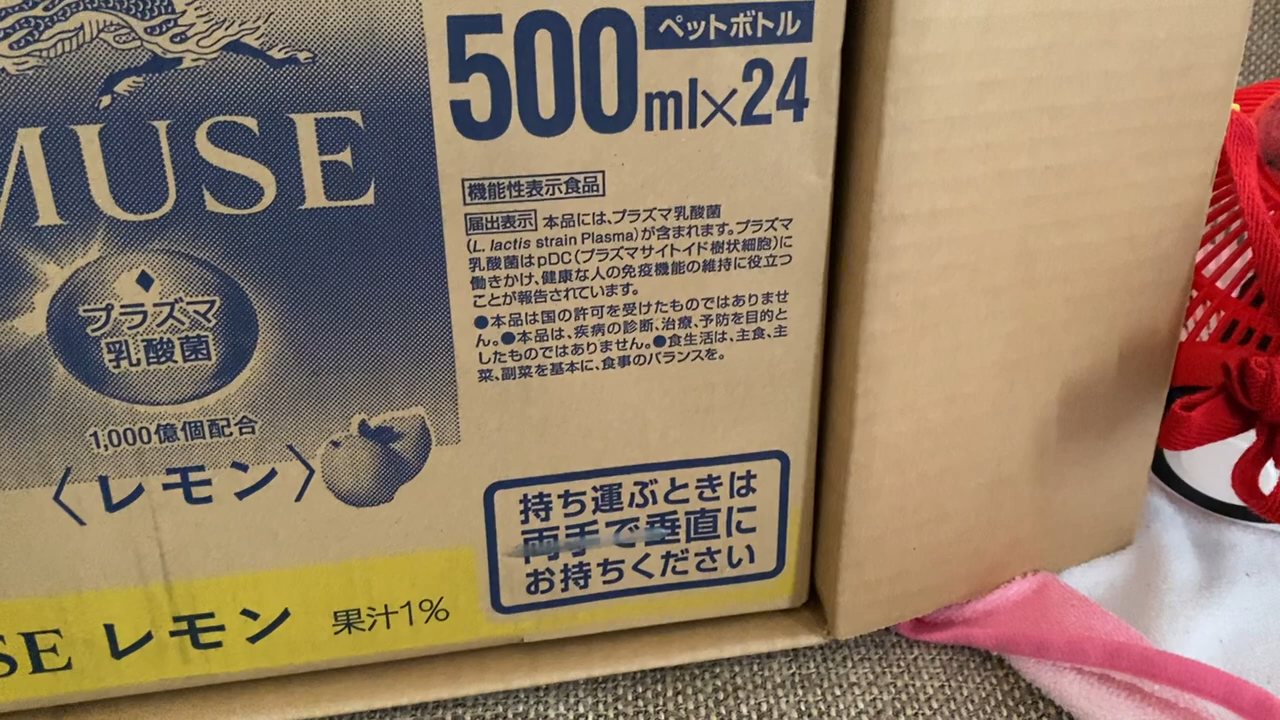 MUSE
プラズマ
乳酸菌
1,000億個配合
〈レモン〉
SE レモン 果汁1%
500ml×24
ペットボトル
機能性表示食品
届出表示 本品には、プラズマ乳酸菌
(L. lactis strain Plasma)が含まれます。プラズマ
乳酸菌はpDC(プラズマサイトイド樹状細胞)に
働きかけ、健康な人の免疫機能の維持に役立つ
ことが報告されています。
●本品は国の許可を受けたものではありませ
ん。●本品は、疾病の診断、治療、予防を目的と
したものではありません。●食生活は、主食、主
菜、副菜を基本に、食事のバランスを。
持ち運ぶときは
両手で垂直に
お持ちください